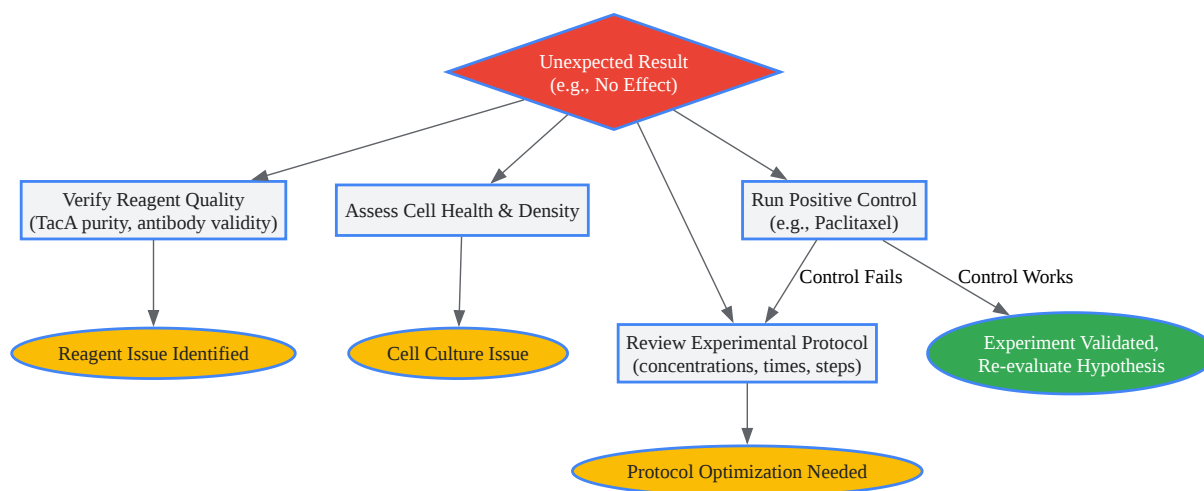 Unexpected Result
(e.g., No Effect)
Verify Reagent Quality
(TacA purity, antibody validity)
Assess Cell Health & Density
Run Positive Control
(e.g., Paclitaxel)
Control Fails
Control Works
Reagent Issue Identified
Cell Culture Issue
Review Experimental Protocol
(concentrations, times, steps)
Experiment Validated,
Re-evaluate Hypothesis
Protocol Optimization Needed